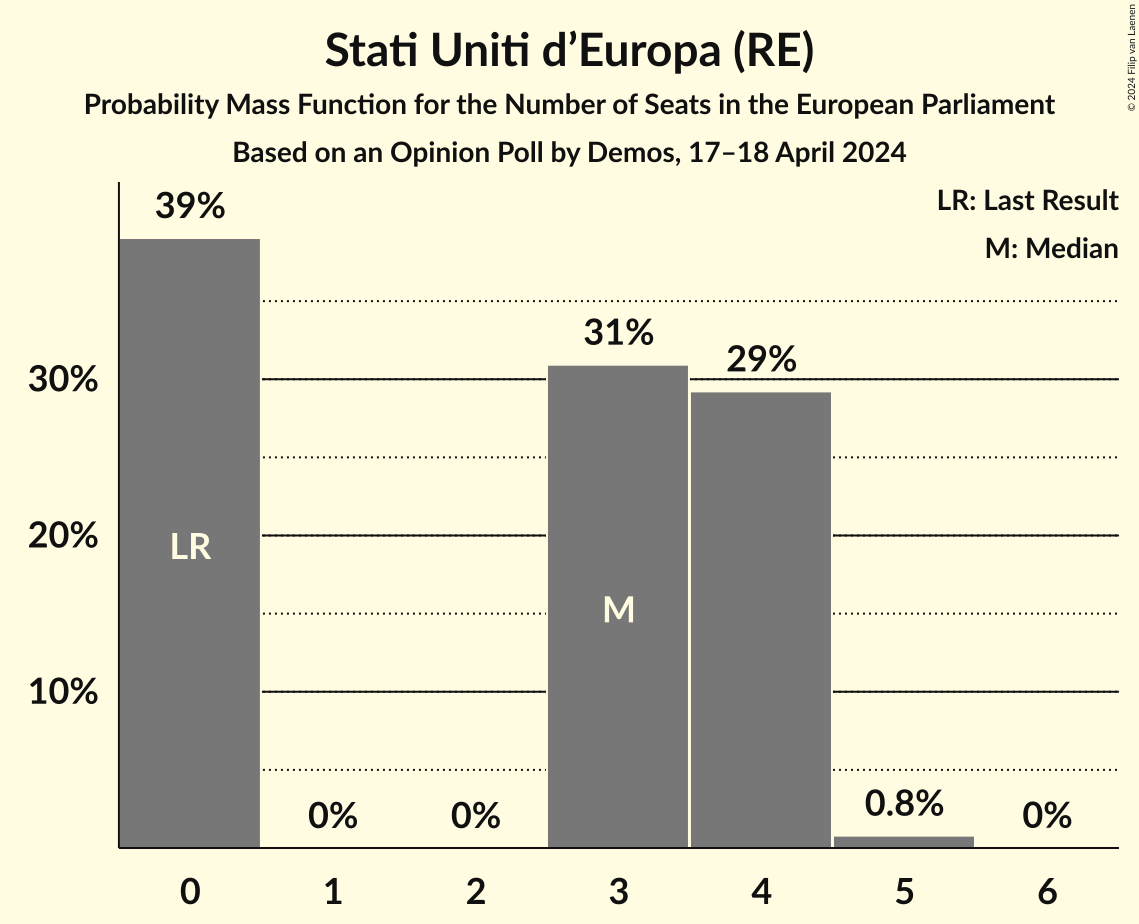 Stati Uniti d’Europa (RE)
Probability Mass Function for the Number of Seats in the European Parliament
Based on an Opinion Poll by Demos, 17–18 April 2024
© 2024 Filip van Laenen
LR: Last Result
M: Median
39%
31%
29%
30%
20%
10%
LR
M
0%
0%
0.8%
0%
0
1
2
3
4
5
6